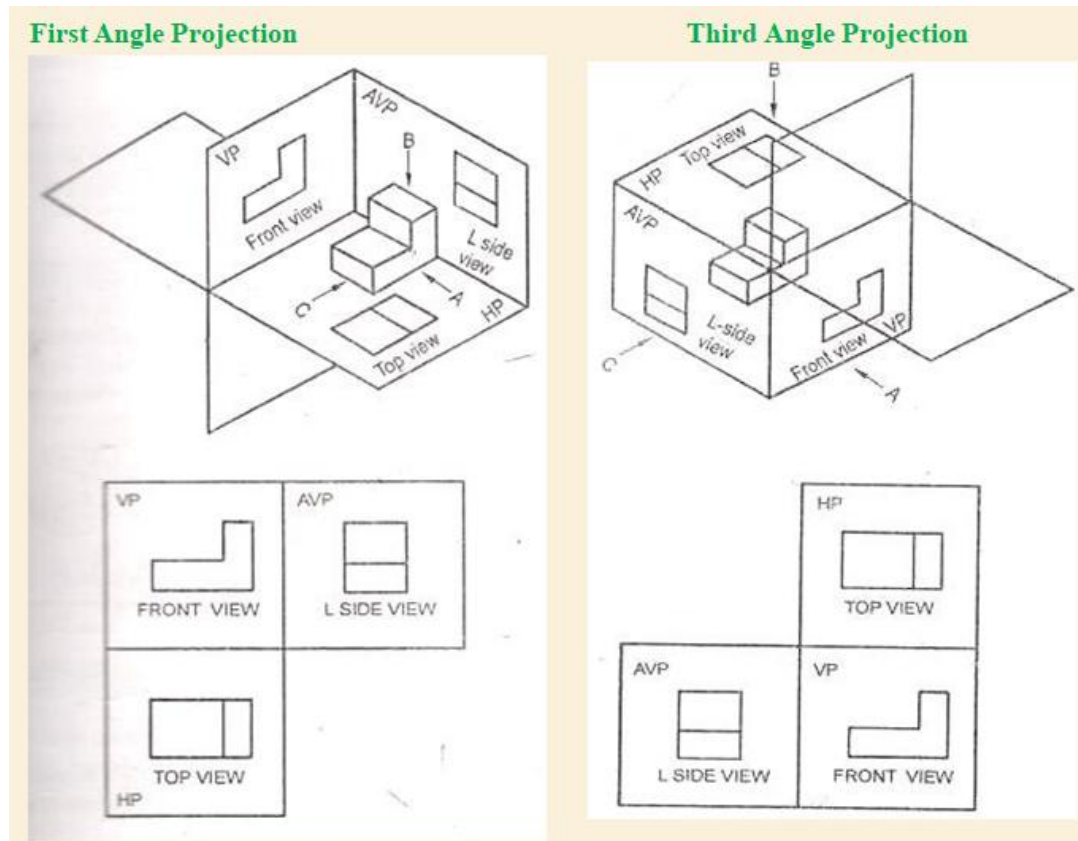 First Angle Projection
Third Angle Projection
AVP
B
VP
Front view
L side
view
C
A
HP
Top view
B
HP
Top view
AVP
L-side
view
C
Front view
VP
A
VP
FRONT VIEW
AVP
L SIDE VIEW
TOP VIEW
HP
HP
TOP VIEW
AVP
L SIDE VIEW
VP
FRONT VIEW